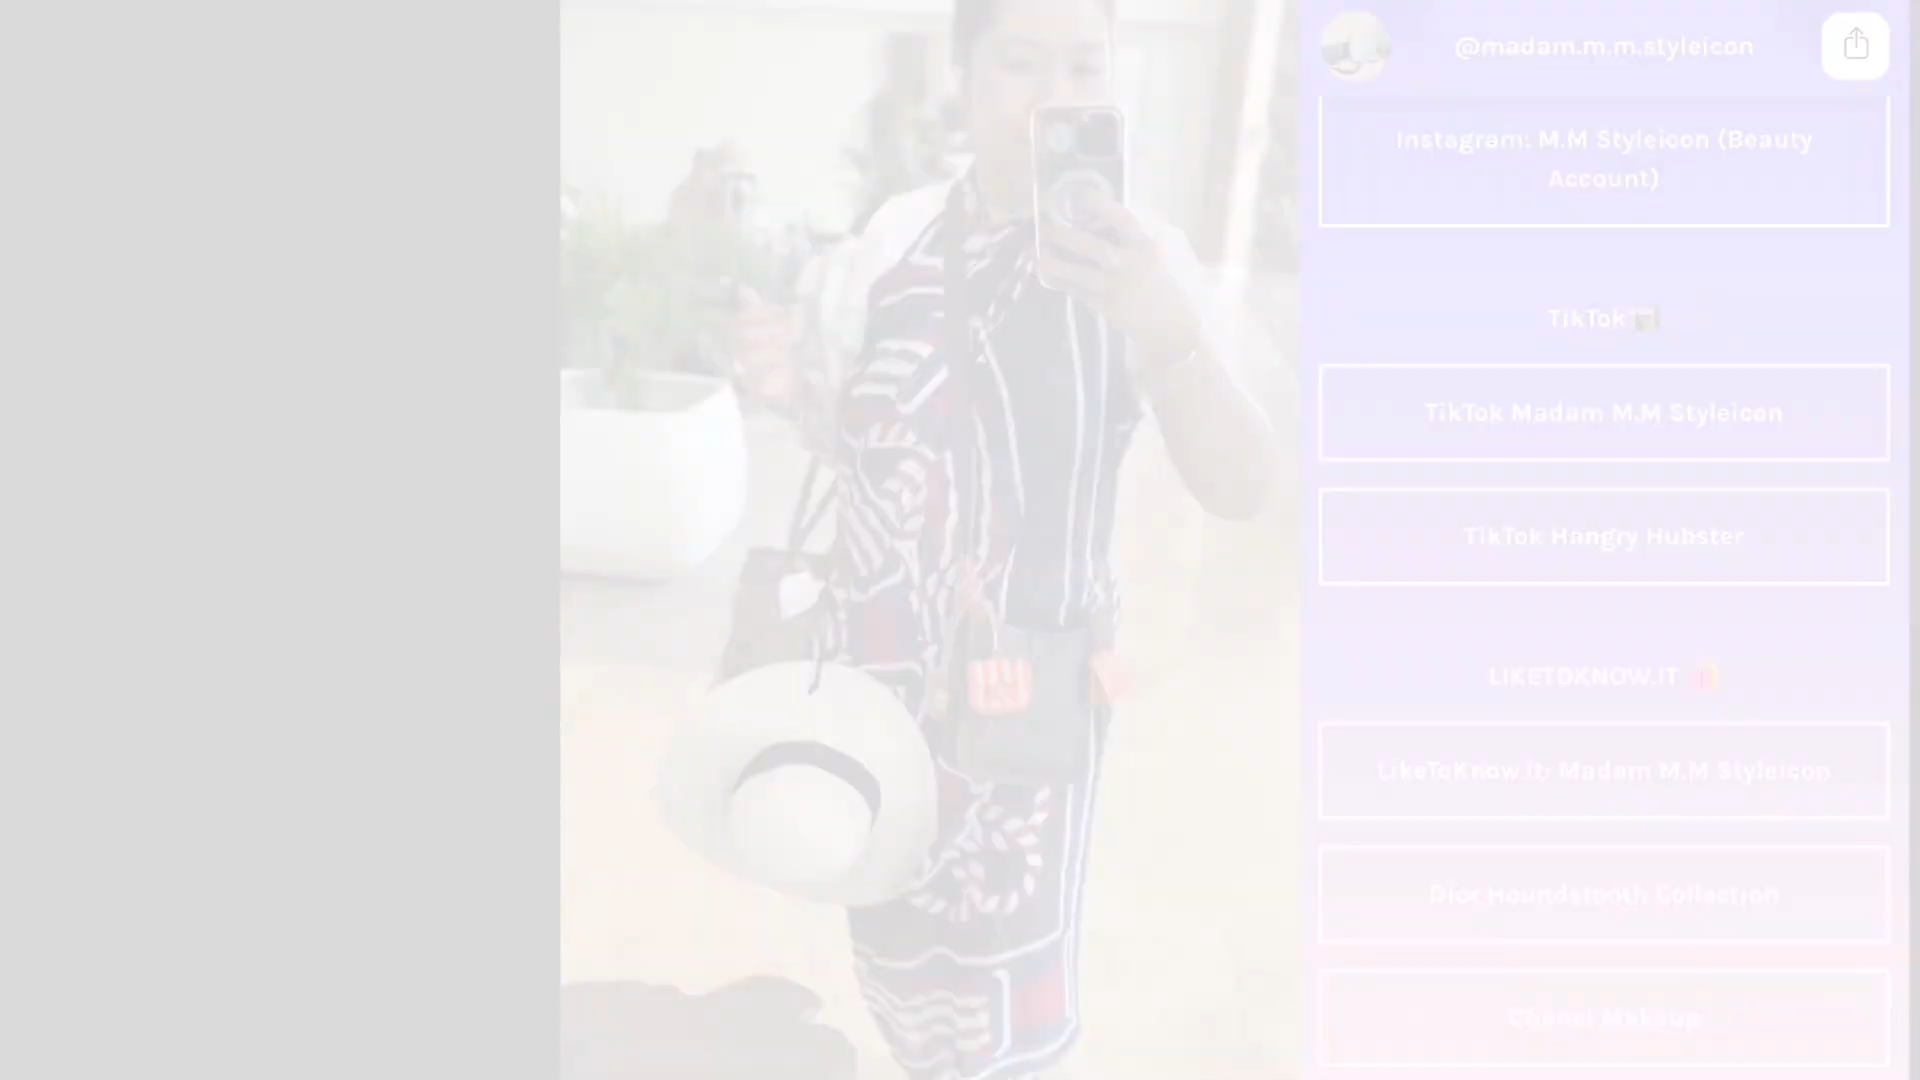 @madam.m.m.styleicon
Instagram: M.M Styleicon (Beauty
Account)
TikTok
TikTok Madam M.M Styleicon
TikTok Hangry Hubster
LIKETOKNOW.IT
LikeToKnow.it: Madam M.M Styleicon
Dior Houndstooth Collection
Chanel Makeup